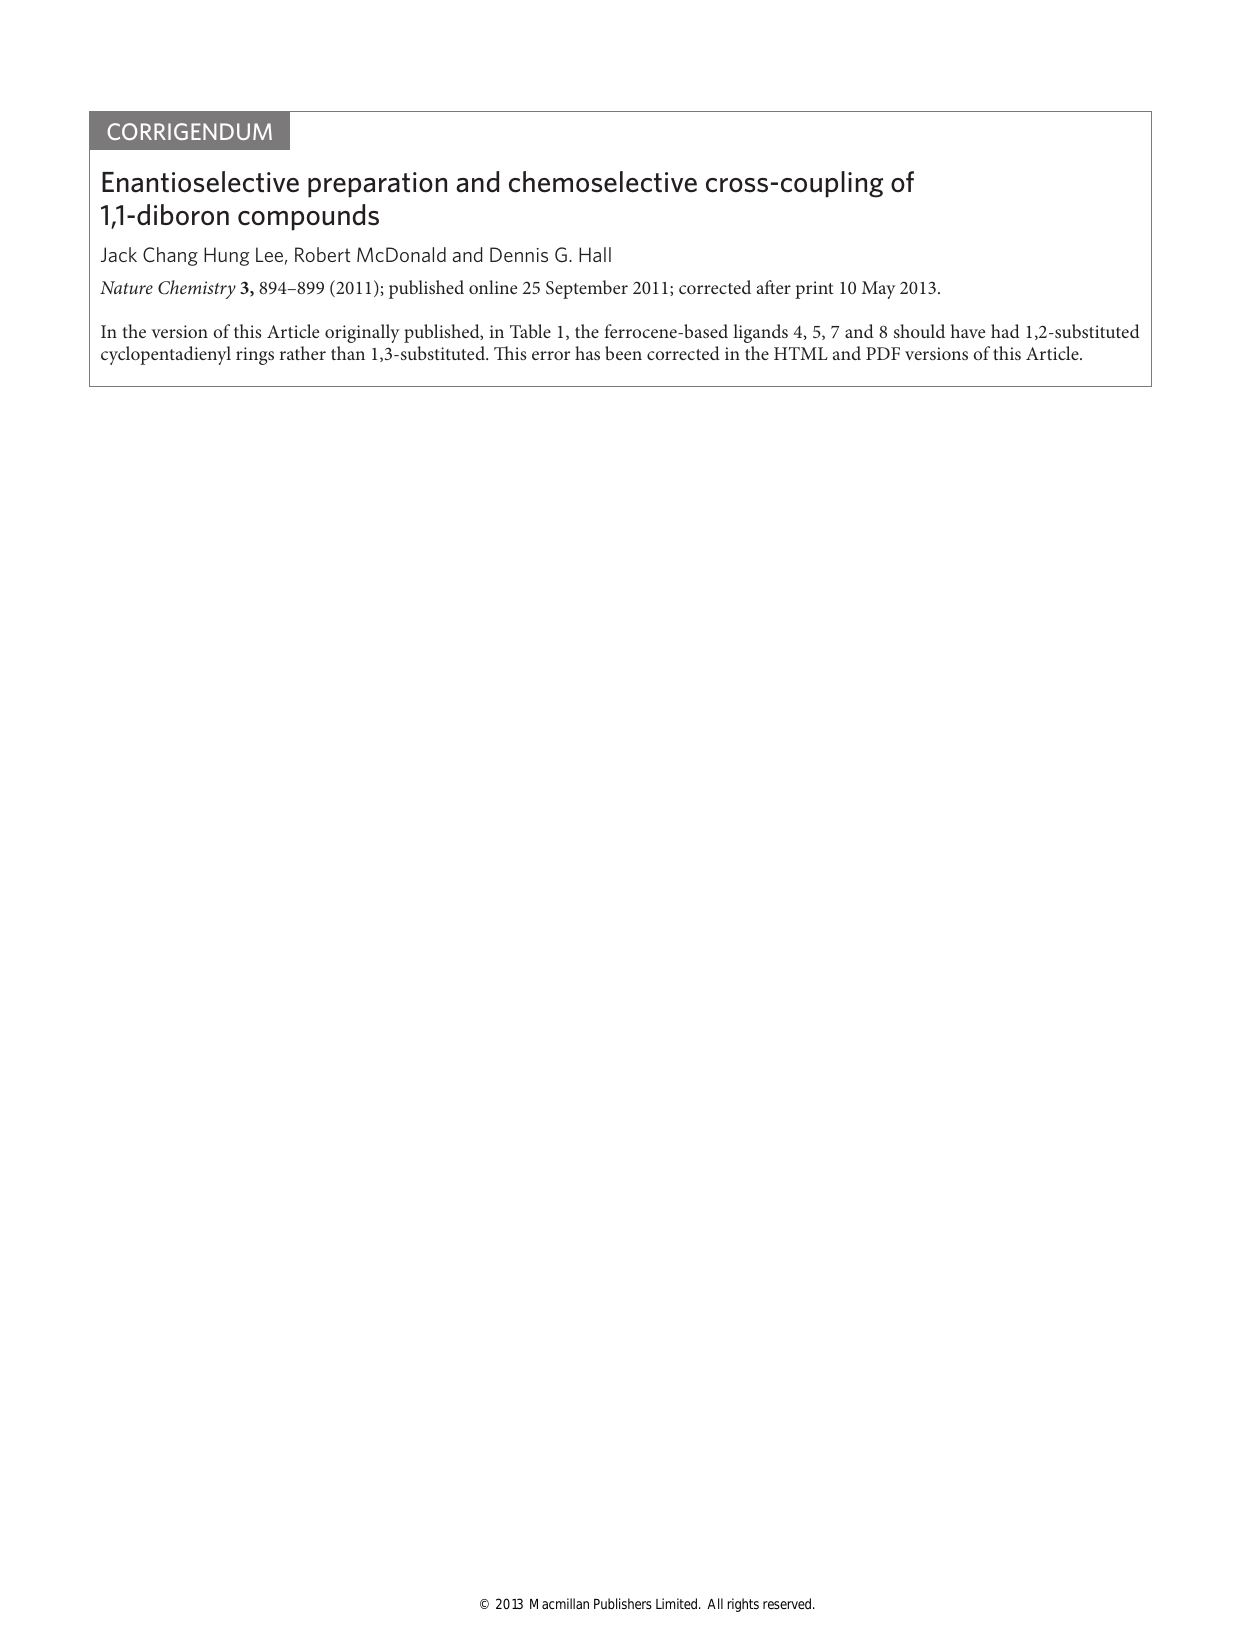 CORRIGENDUM
Enantioselective preparation and chemoselective cross-coupling of
1,1-diboron compounds
Jack Chang Hung Lee, Robert McDonald and Dennis G. Hall
Nature Chemistry 3, 894–899 (2011); published online 25 September 2011; corrected after print 10 May 2013.
In the version of this Article originally published, in Table 1, the ferrocene-based ligands 4, 5, 7 and 8 should have had 1,2-substituted
cyclopentadienyl rings rather than 1,3-substituted. This error has been corrected in the HTML and PDF versions of this Article.
© 2013 Macmillan Publishers Limited. All rights reserved.